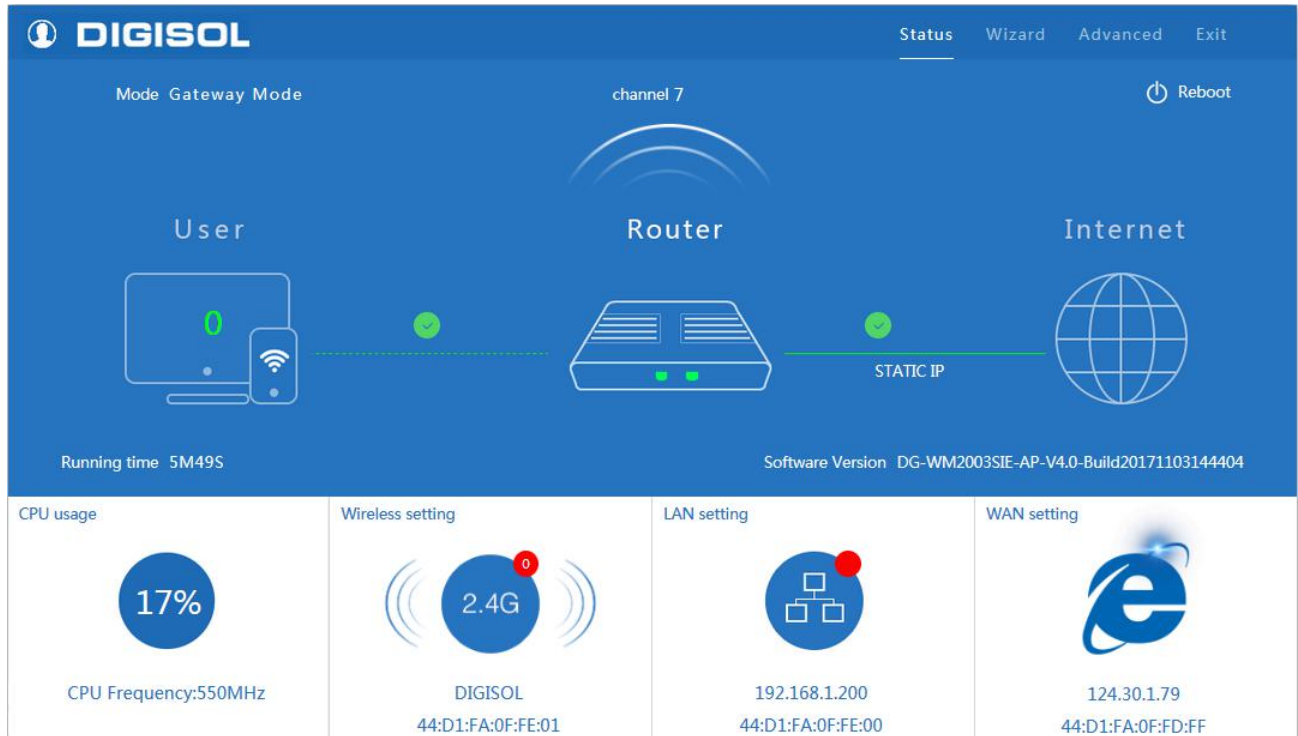 DIGISOL
Status Wizard Advanced Exit
Mode Gateway Mode
channel 7
Reboot
User
Router
Internet
0
STATIC IP
Running time 5M49S
Software Version DG-WM2003SIE-AP-V4.0-Build20171103144404
CPU usage
17%
CPU Frequency:550MHz
Wireless setting
0
2.4G
DIGISOL
44:D1:FA:0F:FE:01
LAN setting
192.168.1.200
44:D1:FA:0F:FE:00
WAN setting
124.30.1.79
44:D1:FA:0F:FD:FF